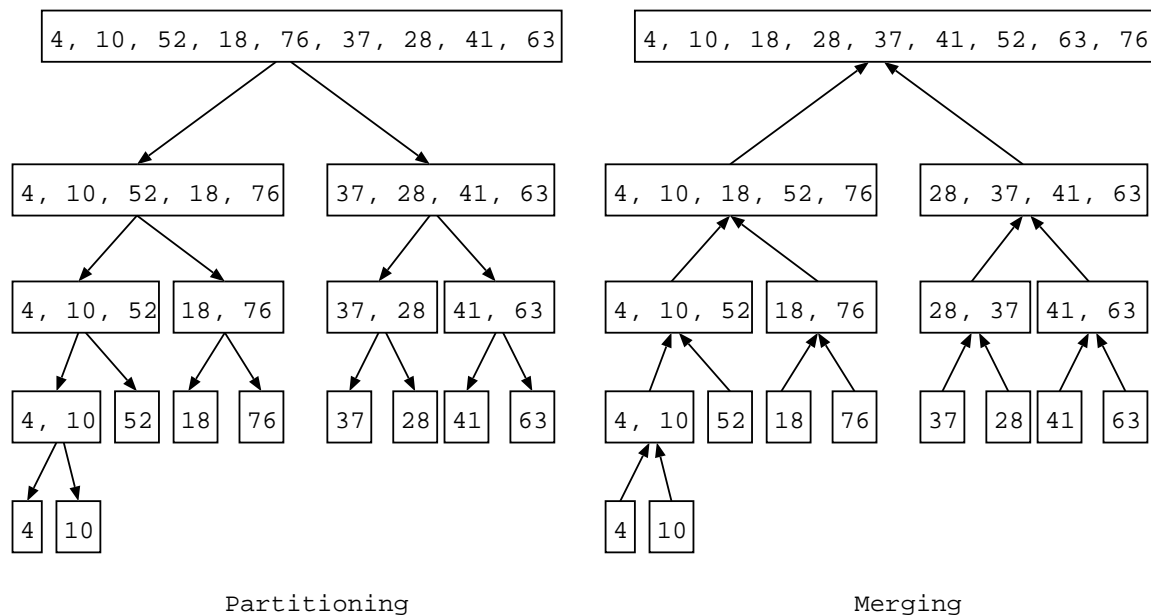 4, 10, 52, 18, 76, 37, 28, 41, 63
4, 10, 52, 18, 76
37, 28, 41, 63
4, 10, 52
18, 76
37, 28
41, 63
4, 10
52
18
76
37
28
41
63
4
10
Partitioning
4, 10, 18, 28, 37, 41, 52, 63, 76
4, 10, 18, 52, 76
28, 37, 41, 63
4, 10, 52
18, 76
28, 37
41, 63
4, 10
52
18
76
37
28
41
63
4
10
Merging